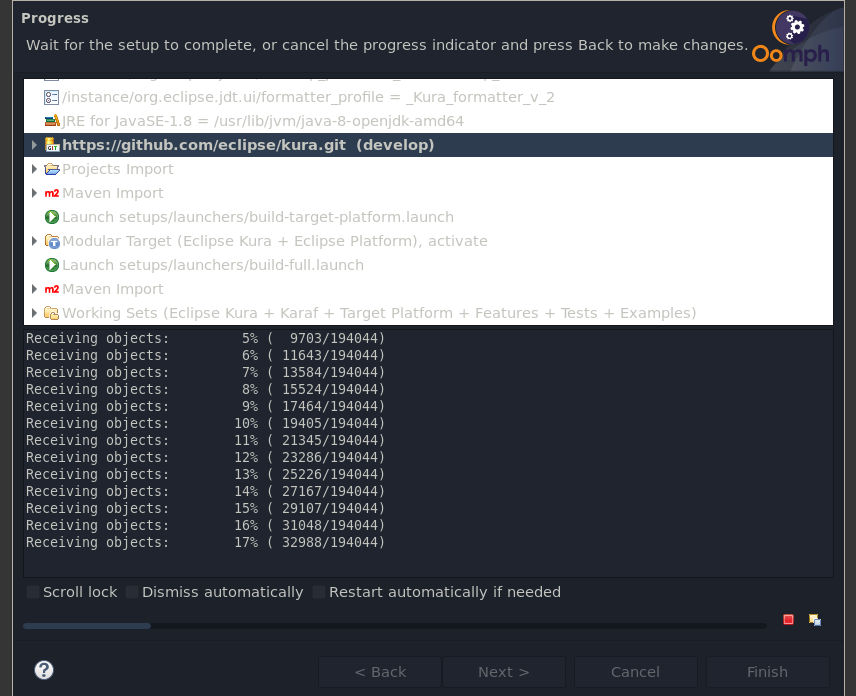 Progress
Wait for the setup to complete, or cancel the progress indicator and press Back to make changes.
Oomph
/instance/org.eclipse.jdt.ui/formatter_profile = _Kura_formatter_v_2
JRE for JavaSE-1.8 = /usr/lib/jvm/java-8-openjdk-amd64
GIT https://github.com/eclipse/kura.git (develop)
Projects Import
m2 Maven Import
Launch setups/launchers/build-target-platform.launch
Modular Target (Eclipse Kura + Eclipse Platform), activate
Launch setups/launchers/build-full.launch
m2 Maven Import
Working Sets (Eclipse Kura + Karaf + Target Platform + Features + Tests + Examples)
Receiving objects: 5% ( 9703/194044)
Receiving objects: 6% ( 11643/194044)
Receiving objects: 7% ( 13584/194044)
Receiving objects: 8% ( 15524/194044)
Receiving objects: 9% ( 17464/194044)
Receiving objects: 10% ( 19405/194044)
Receiving objects: 11% ( 21345/194044)
Receiving objects: 12% ( 23286/194044)
Receiving objects: 13% ( 25226/194044)
Receiving objects: 14% ( 27167/194044)
Receiving objects: 15% ( 29107/194044)
Receiving objects: 16% ( 31048/194044)
Receiving objects: 17% ( 32988/194044)
Scroll lock Dismiss automatically Restart automatically if needed
? < Back Next > Cancel Finish